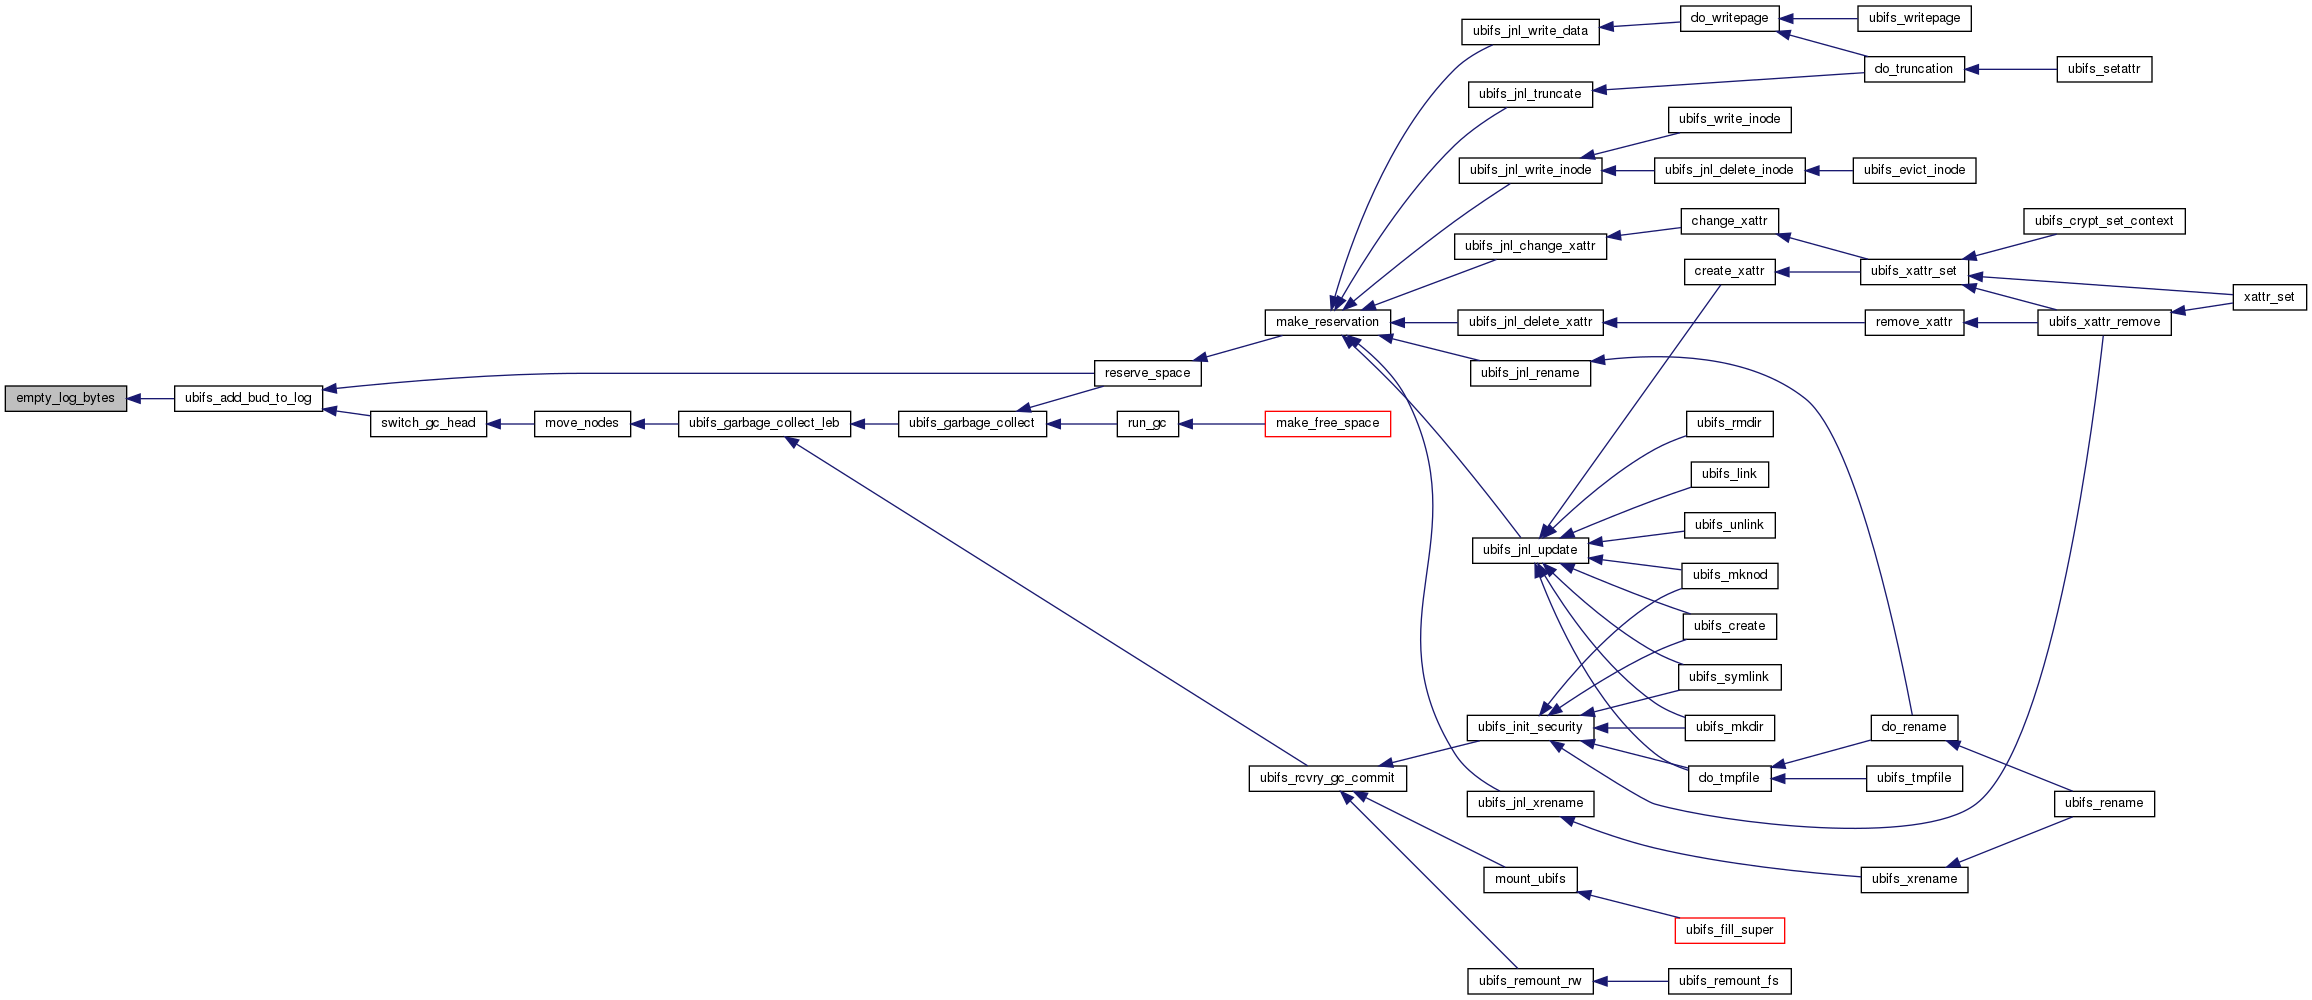 empty_log_bytes
ubifs_add_bud_to_log
switch_gc_head
move_nodes
ubifs_garbage_collect_leb
ubifs_garbage_collect
reserve_space
run_gc
make_reservation
make_free_space
ubifs_rcvry_gc_commit
ubifs_jnl_write_data
ubifs_jnl_truncate
ubifs_jnl_write_inode
ubifs_jnl_change_xattr
ubifs_jnl_delete_xattr
ubifs_jnl_rename
ubifs_jnl_update
ubifs_init_security
ubifs_jnl_xrename
mount_ubifs
ubifs_remount_rw
do_writepage
ubifs_write_inode
ubifs_jnl_delete_inode
change_xattr
create_xattr
ubifs_rmdir
ubifs_link
ubifs_unlink
ubifs_mknod
ubifs_create
ubifs_symlink
ubifs_mkdir
do_tmpfile
ubifs_fill_super
ubifs_remount_fs
ubifs_writepage
do_truncation
ubifs_evict_inode
ubifs_xattr_set
remove_xattr
do_rename
ubifs_tmpfile
ubifs_xrename
ubifs_setattr
ubifs_crypt_set_context
ubifs_xattr_remove
ubifs_rename
xattr_set